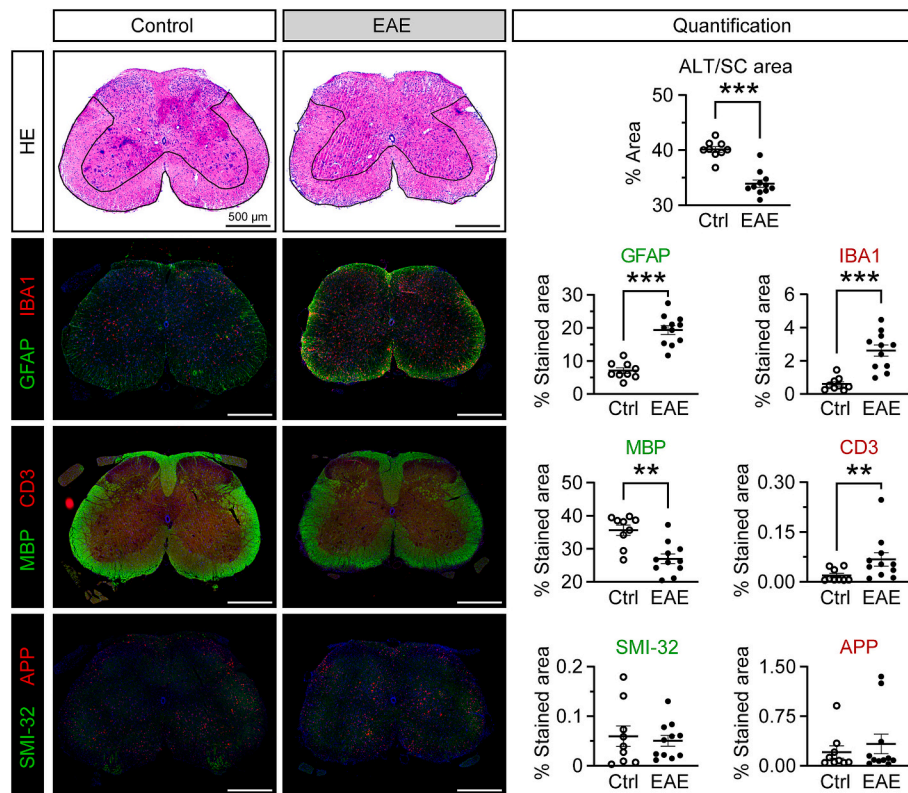 Control
EAE
Quantification
HE
500 µm
ALT/SC area
***
% Area
50
40
30
Ctrl EAE
GFAP IBA1
GFAP
***
% Stained area
30
20
10
0
Ctrl EAE
IBA1
***
% Stained area
6
4
2
0
Ctrl EAE
MBP CD3
MBP
**
% Stained area
50
40
30
20
Ctrl EAE
CD3
**
% Stained area
0.30
0.15
0.00
Ctrl EAE
SMI-32 APP
SMI-32
% Stained area
0.2
0.1
0
Ctrl EAE
APP
% Stained area
1.50
0.75
0.00
Ctrl EAE